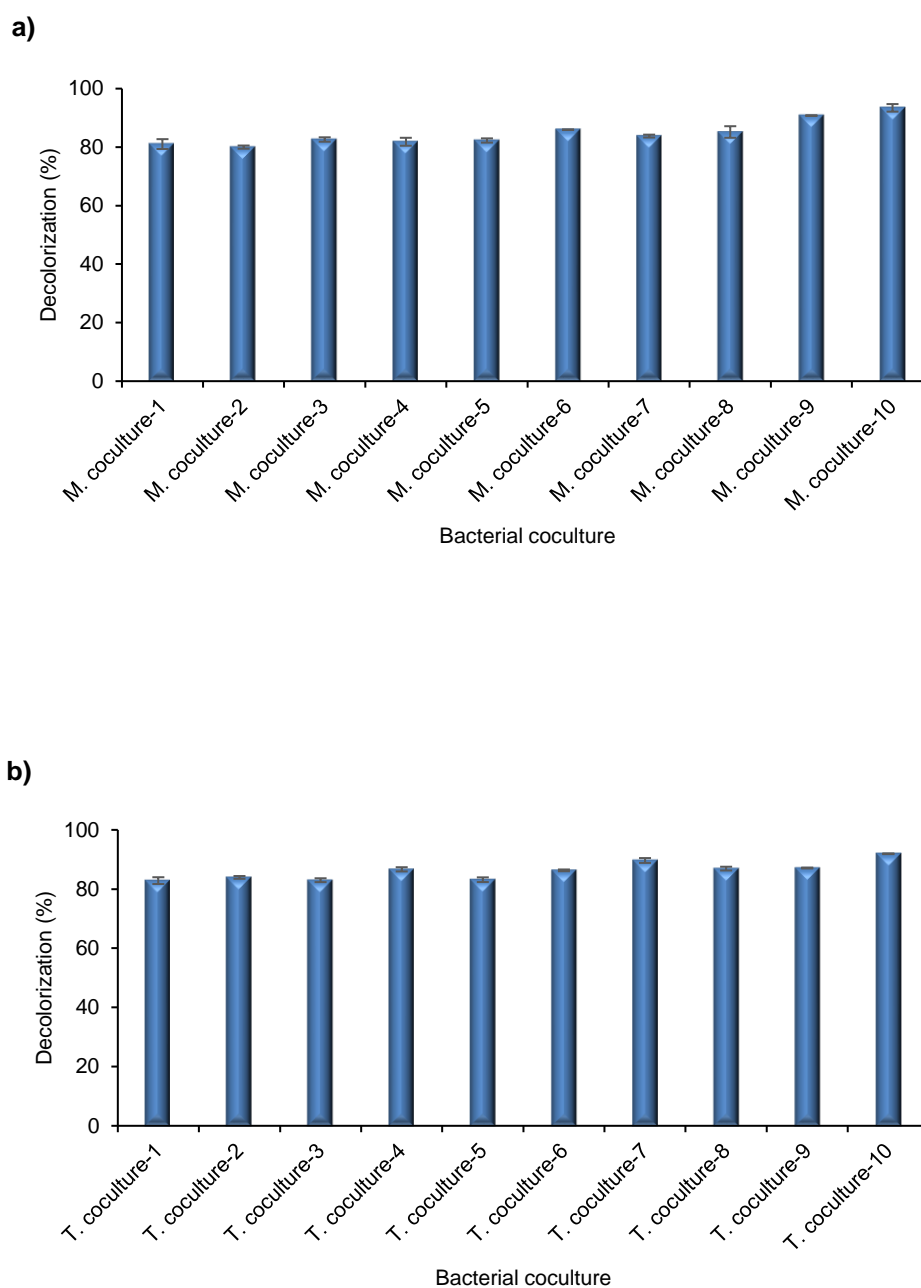 a)
100
80
60
40
20
0
Decolorization (%)
M. coculture-1
M. coculture-2
M. coculture-3
M. coculture-4
M. coculture-5
M. coculture-6
M. coculture-7
M. coculture-8
M. coculture-9
M. coculture-10
Bacterial coculture
b)
100
80
60
40
20
0
Decolorization (%)
T. coculture-1
T. coculture-2
T. coculture-3
T. coculture-4
T. coculture-5
T. coculture-6
T. coculture-7
T. coculture-8
T. coculture-9
T. coculture-10
Bacterial coculture